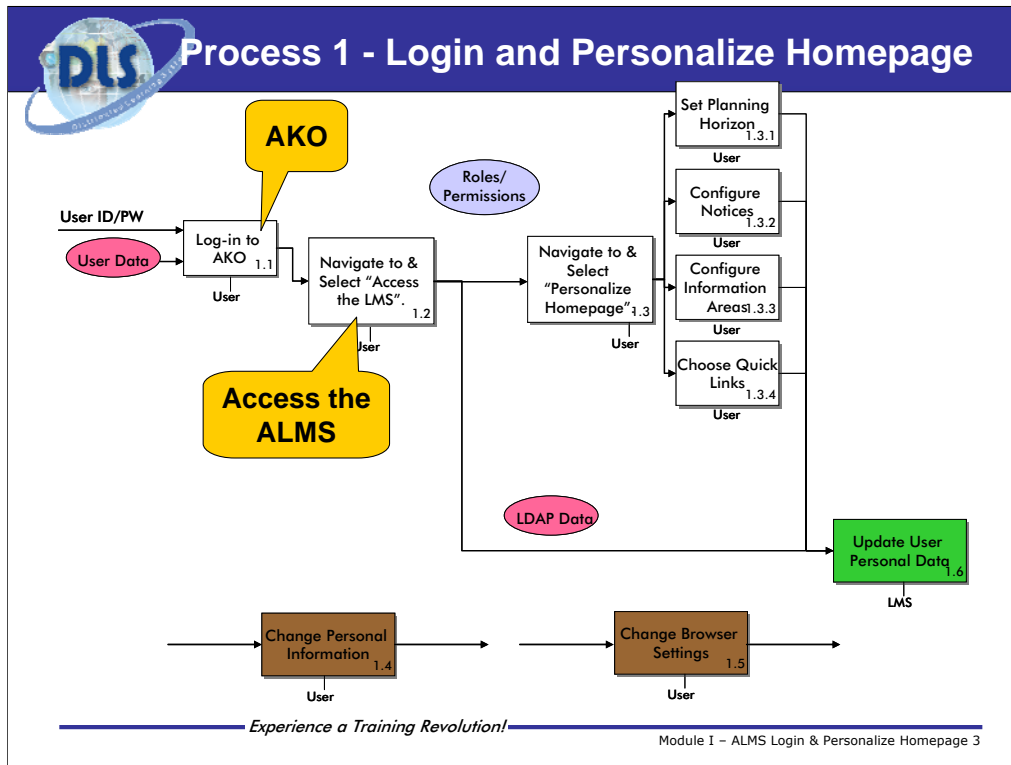 DLS
Distributed Learning System
Process 1 - Login and Personalize Homepage
AKO
User ID/PW
User Data
Log-in to
AKO
1.1
User
Navigate to &
Select “Access
the LMS”.
1.2
User
Access the
ALMS
Roles/
Permissions
Navigate to &
Select
“Personalize
Homepage”.
1.3
User
Set Planning
Horizon
1.3.1
User
Configure
Notices
1.3.2
User
Configure
Information
Areas
1.3.3
User
Choose Quick
Links
1.3.4
User
LDAP Data
Update User
Personal Data
1.6
LMS
Change Personal
Information
1.4
User
Change Browser
Settings
1.5
User
Experience a Training Revolution!
Module I – ALMS Login & Personalize Homepage 3